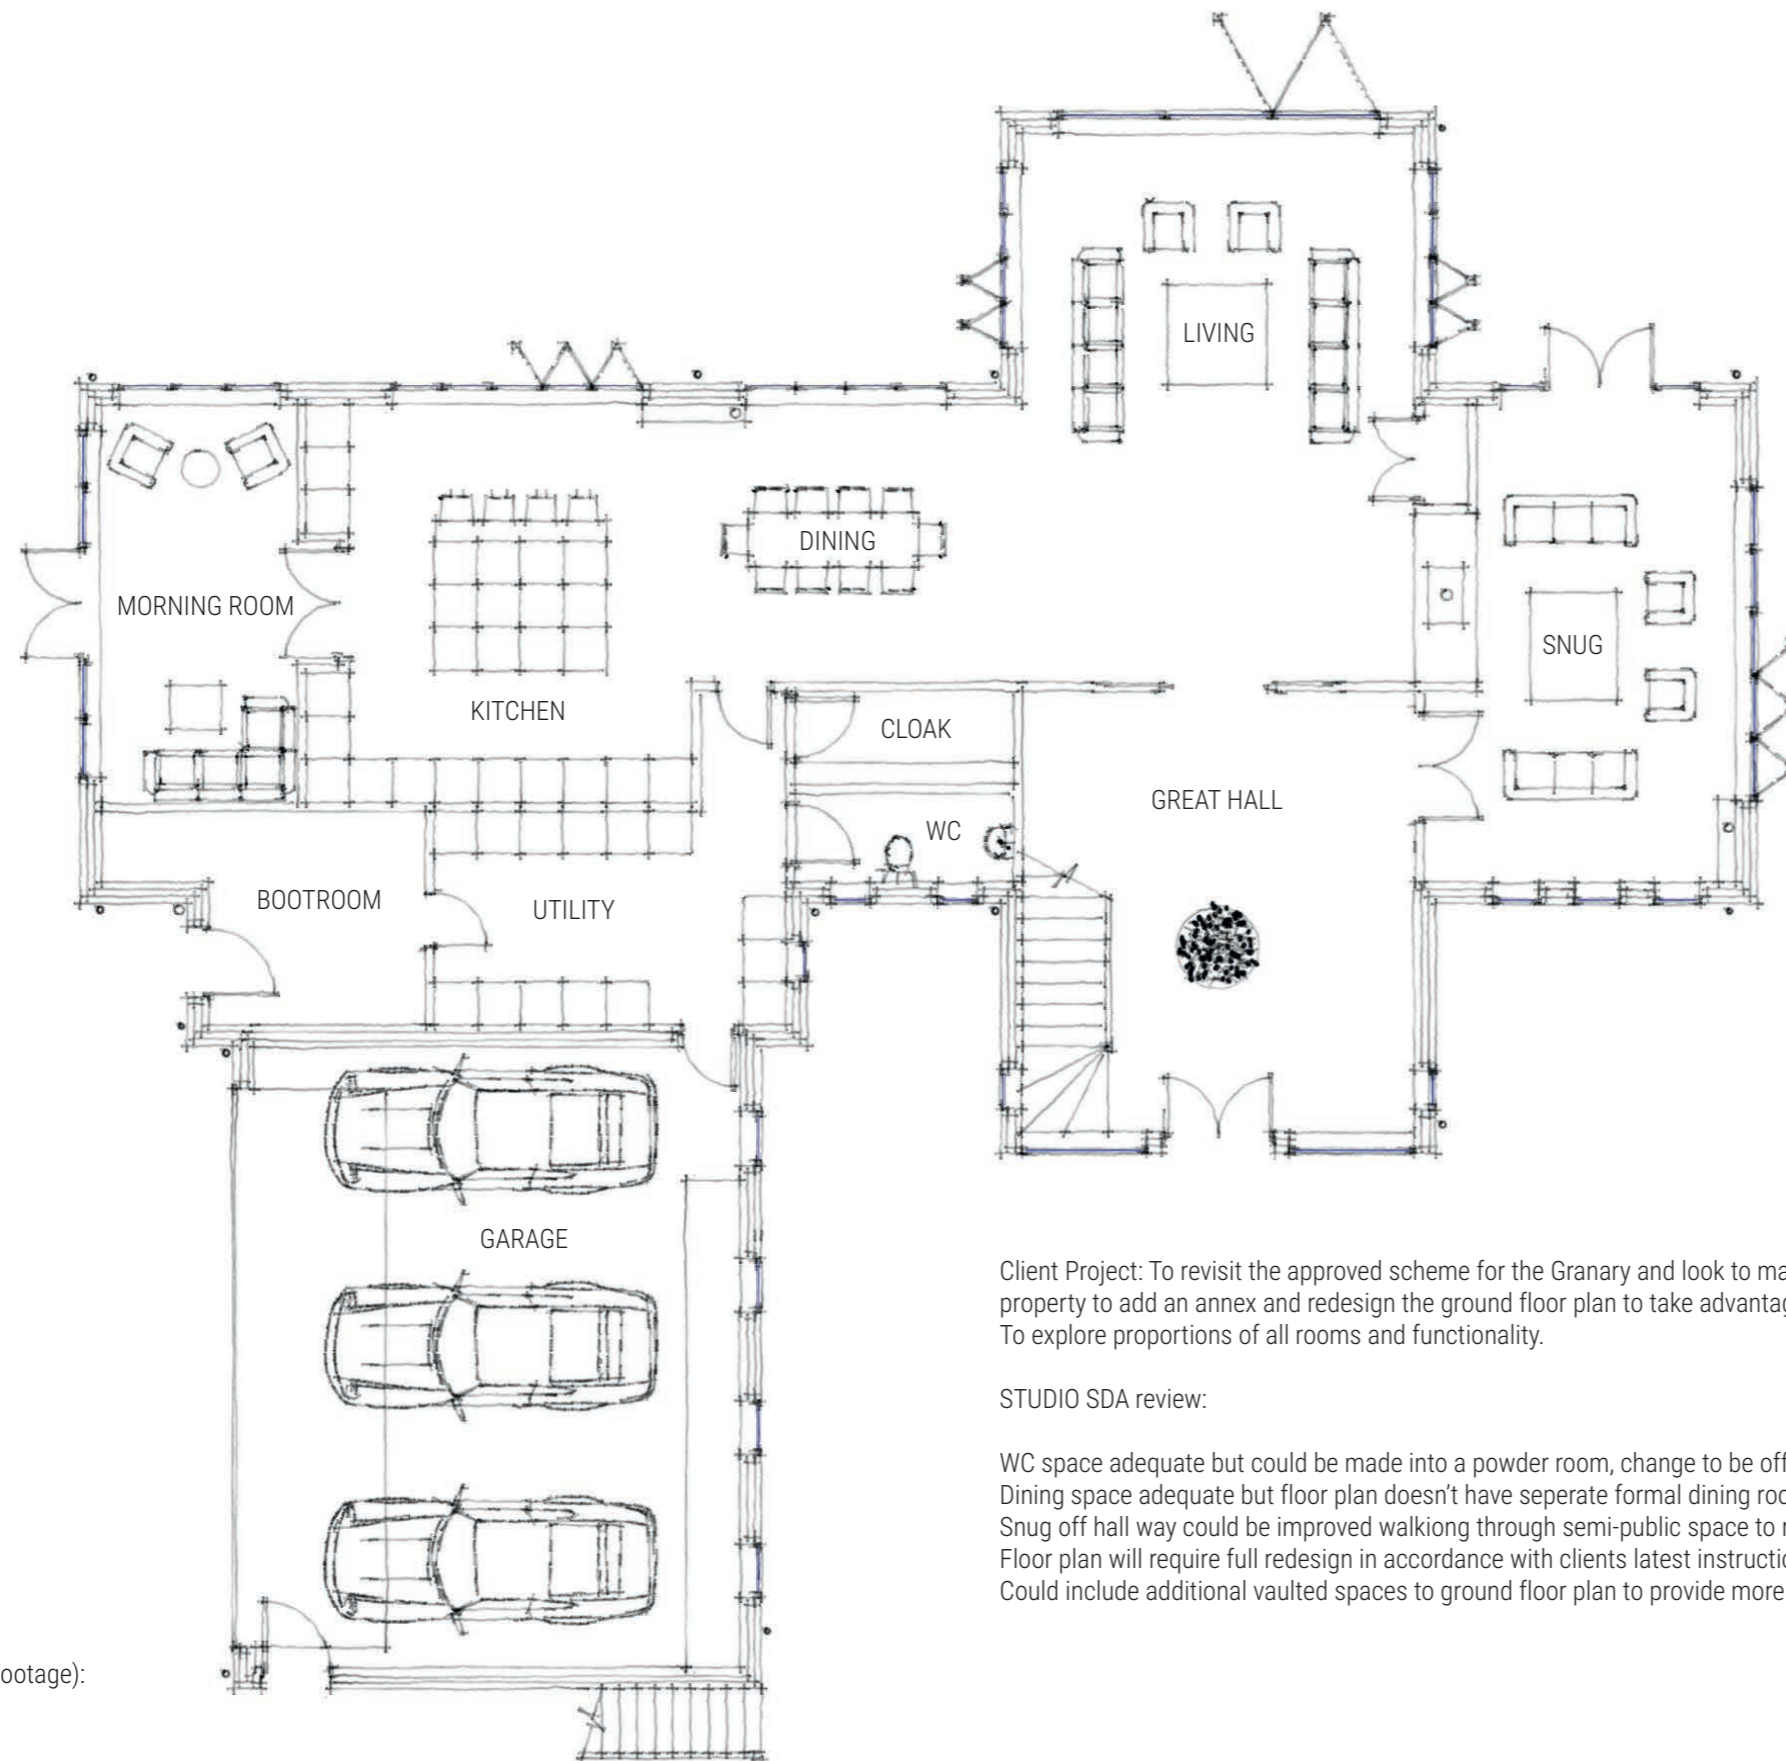 LIVING
DINING
MORNING ROOM
SNUG
KITCHEN
CLOAK
GREAT HALL
WC
BOOTROOM
UTILITY
GARAGE
Client Project: To revisit the approved scheme for the Granary and look to ma
property to add an annex and redesign the ground floor plan to take advantag
To explore proportions of all rooms and functionality.
STUDIO SDA review:
WC space adequate but could be made into a powder room, change to be off
Dining space adequate but floor plan doesn't have seperate formal dining roo
Snug off hall way could be improved walkiong through semi-public space to r
Floor plan will require full redesign in accordance with clients latest instructio
Could include additional vaulted spaces to ground floor plan to provide more
ootage):